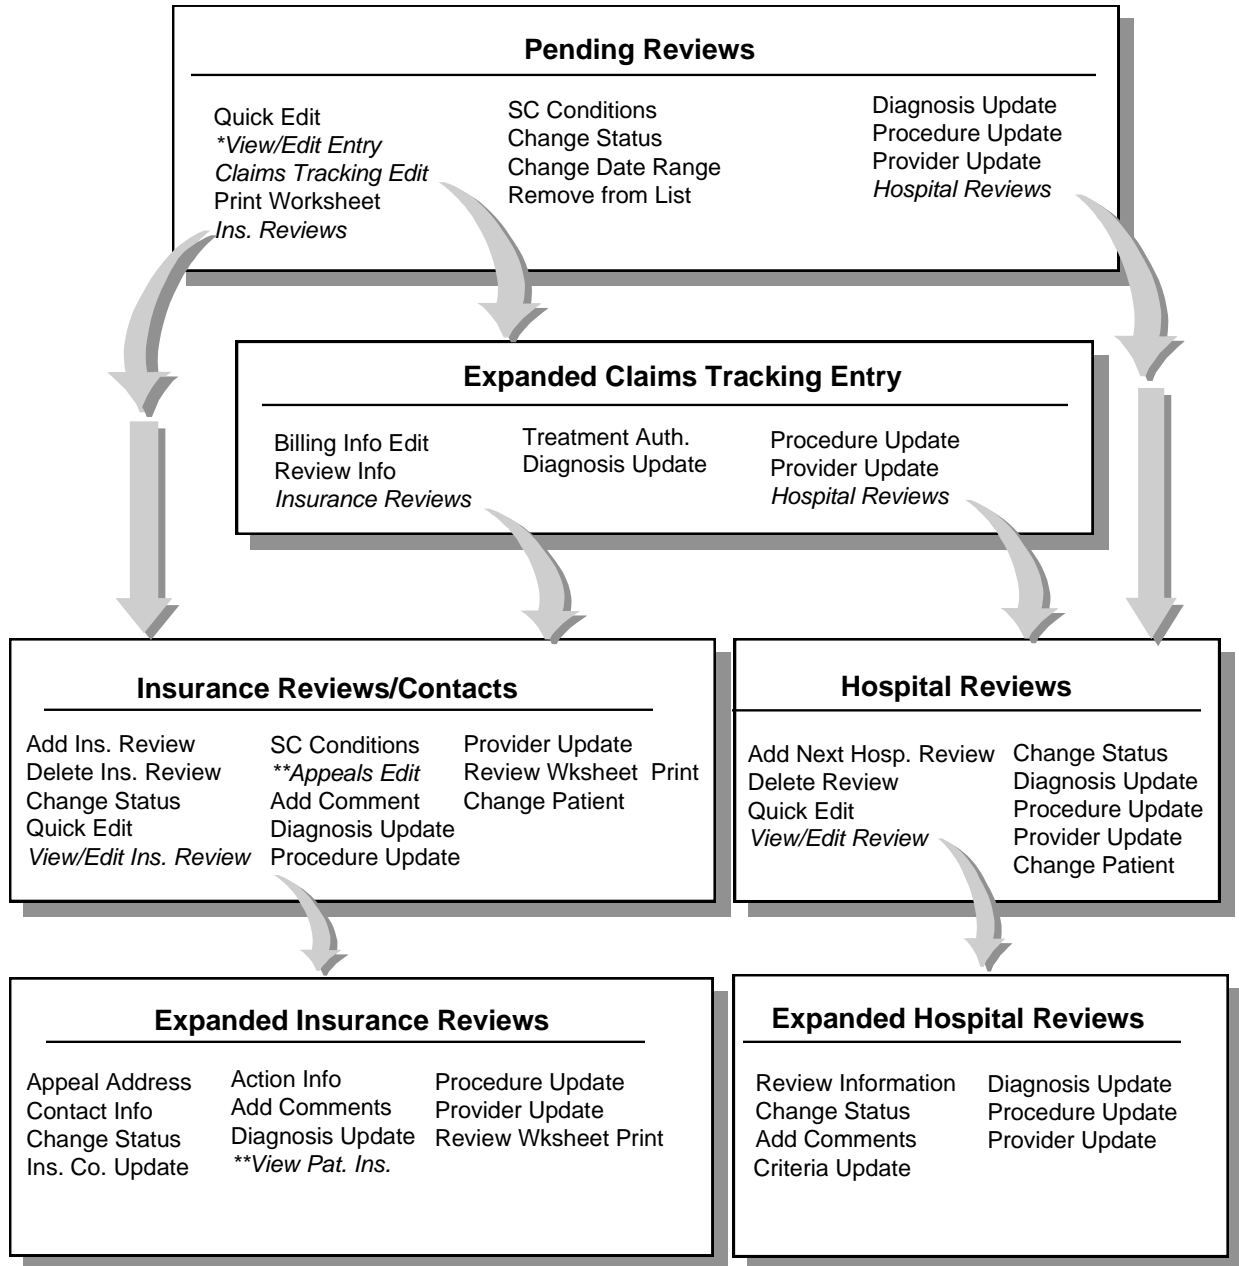 Pending Reviews
Quick Edit
*View/Edit Entry
Claims Tracking Edit
Print Worksheet
Ins. Reviews
SC Conditions
Change Status
Change Date Range
Remove from List
Diagnosis Update
Procedure Update
Provider Update
Hospital Reviews
Expanded Claims Tracking Entry
Billing Info Edit
Review Info
Insurance Reviews
Treatment Auth.
Diagnosis Update
Procedure Update
Provider Update
Hospital Reviews
Insurance Reviews/Contacts
Add Ins. Review
Delete Ins. Review
Change Status
Quick Edit
View/Edit Ins. Review
SC Conditions
**Appeals Edit
Add Comment
Diagnosis Update
Procedure Update
Provider Update
Review Wksheet Print
Change Patient
Hospital Reviews
Add Next Hosp. Review
Delete Review
Quick Edit
View/Edit Review
Change Status
Diagnosis Update
Procedure Update
Provider Update
Change Patient
Expanded Insurance Reviews
Appeal Address
Contact Info
Change Status
Ins. Co. Update
Action Info
Add Comments
Diagnosis Update
**View Pat. Ins.
Procedure Update
Provider Update
Review Wksheet Print
Expanded Hospital Reviews
Review Information
Change Status
Add Comments
Criteria Update
Diagnosis Update
Procedure Update
Provider Update